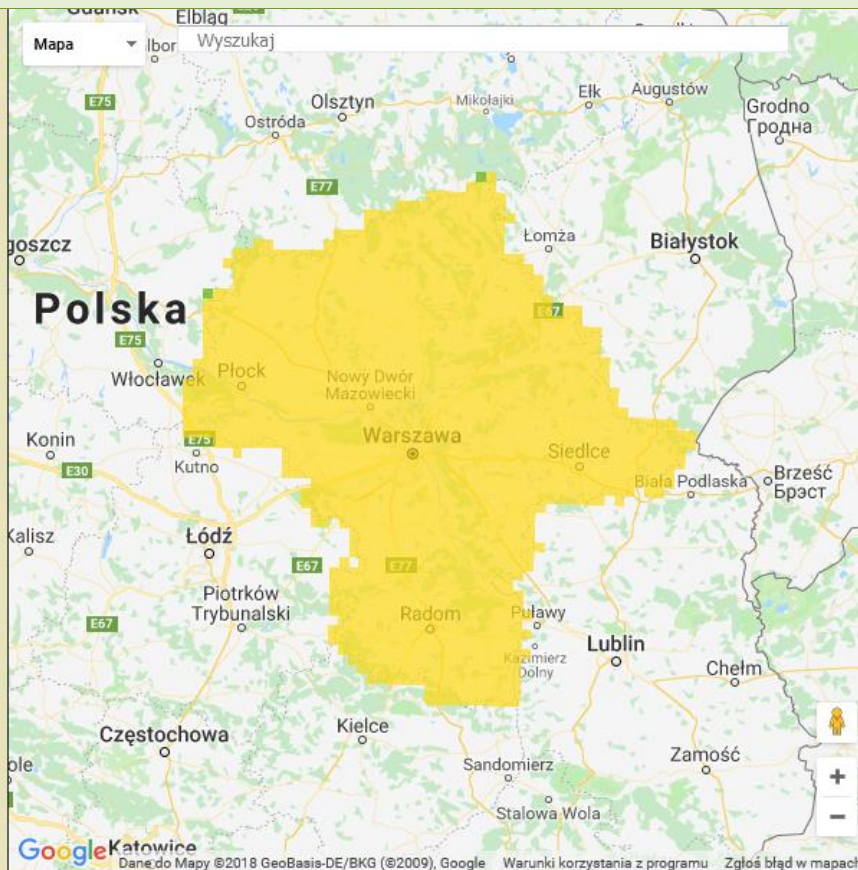 Gdańsk
Elbląg
Mapa
Wyszukaj
E75
Olsztyn
Mikołajki
Ełk
Augustów
Ostróda
Grodno
Гродна
E77
Łomża
Białystok
goszcz
Polska
E67
E75
Włocławek
Płock
Nowy Dwór
Mazowiecki
Konin
E75
Warszawa
Siedlce
E30
Kutno
Biała Podlaska
Brześć
Брэст
Kalisz
Łódź
E67
E77
Piotrków
Trybunalski
E67
Radom
Puławy
Kazimierz
Dolny
Lublin
Chełm
Częstochowa
Kielce
Sandomierz
Zamość
ole
Stalowa Wola
Google
Katowice
Dane do Mapy ©2018 GeoBasis-DE/BKG (©2009), Google
Warunki korzystania z programu
Zgłoś błąd w mapach